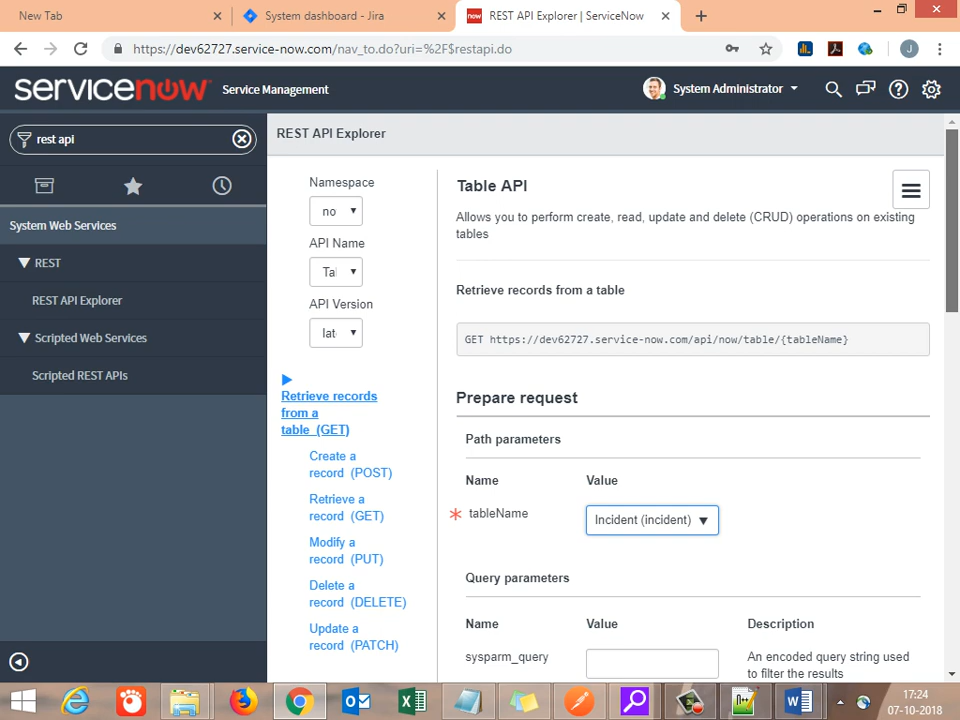 New Tab
System dashboard - Jira
now
REST API Explorer | ServiceNow
https://dev62727.service-now.com/nav_to.do?uri=%2F$restapi.do
J
servicenow
Service Management
System Administrator
rest api
System Web Services
REST
REST API Explorer
Scripted Web Services
Scripted REST APIs
REST API Explorer
Namespace
no
API Name
Tal
API Version
late
Retrieve records
from a
table (GET)
Create a
record (POST)
Retrieve a
record (GET)
Modify a
record (PUT)
Delete a
record (DELETE)
Update a
record (PATCH)
Table API
Allows you to perform create, read, update and delete (CRUD) operations on existing
tables
Retrieve records from a table
GET https://dev62727.service-now.com/api/now/table/{tableName}
Prepare request
Path parameters
Name Value
* tableName
Incident (incident)
Query parameters
Name Value Description
sysparm_query
An encoded query string used
to filter the results
17:24
07-10-2018